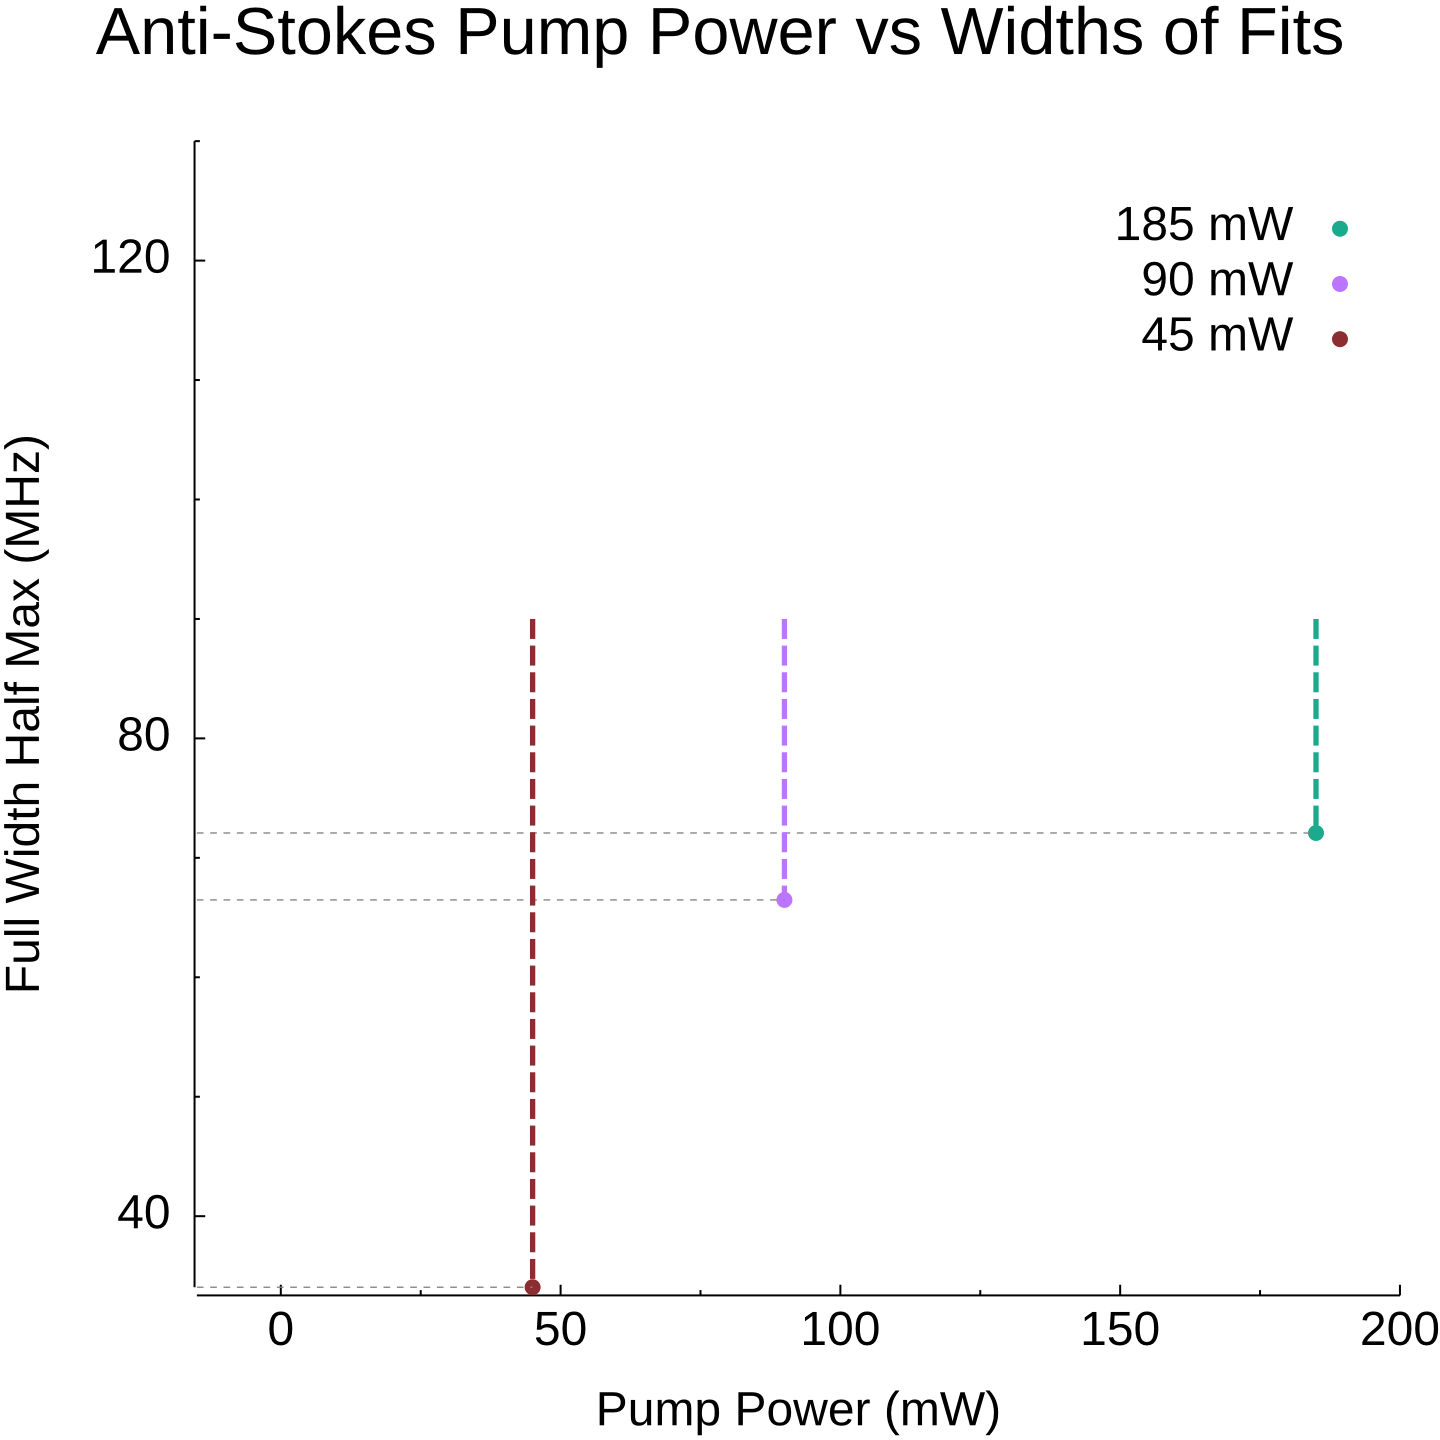 Anti-Stokes Pump Power vs Widths of Fits
185 mW
90 mW
45 mW
120
80
40
Full Width Half Max (MHz)
0 50 100 150 200
Pump Power (mW)